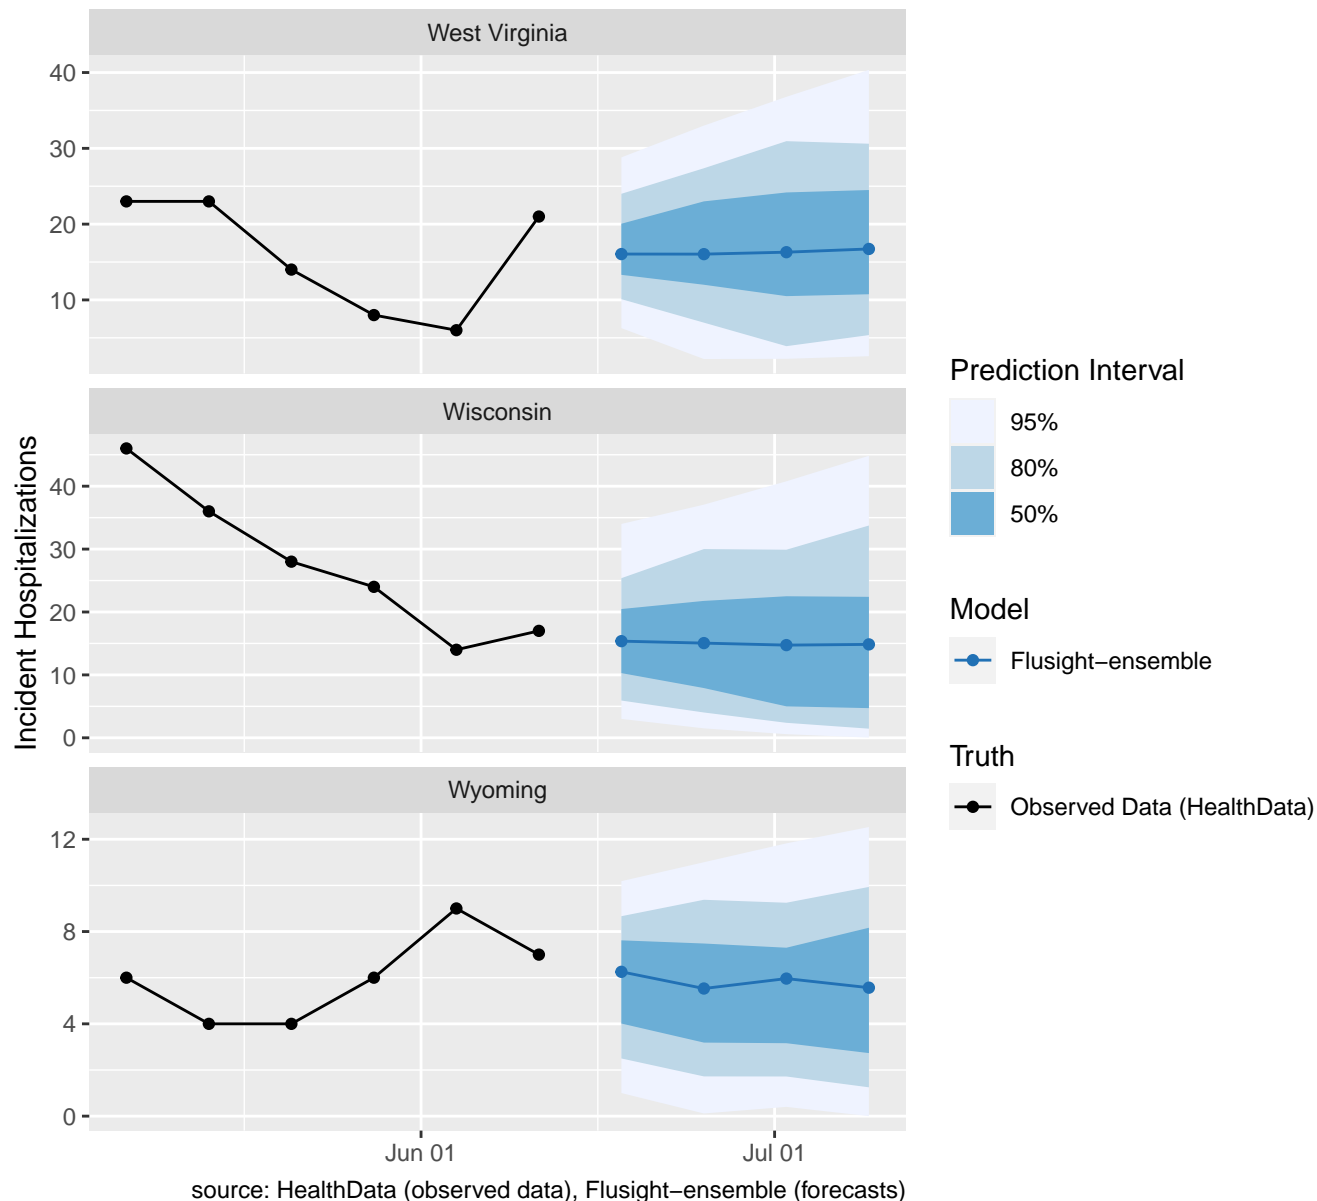 West Virginia
40
30
20
10
Wisconsin
40
30
20
10
0
Wyoming
12
8
4
0
Jun 01
Jul 01
Incident Hospitalizations
source: HealthData (observed data), Flusight−ensemble (forecasts)
Prediction Interval
95%
80%
50%
Model
Flusight−ensemble
Truth
Observed Data (HealthData)